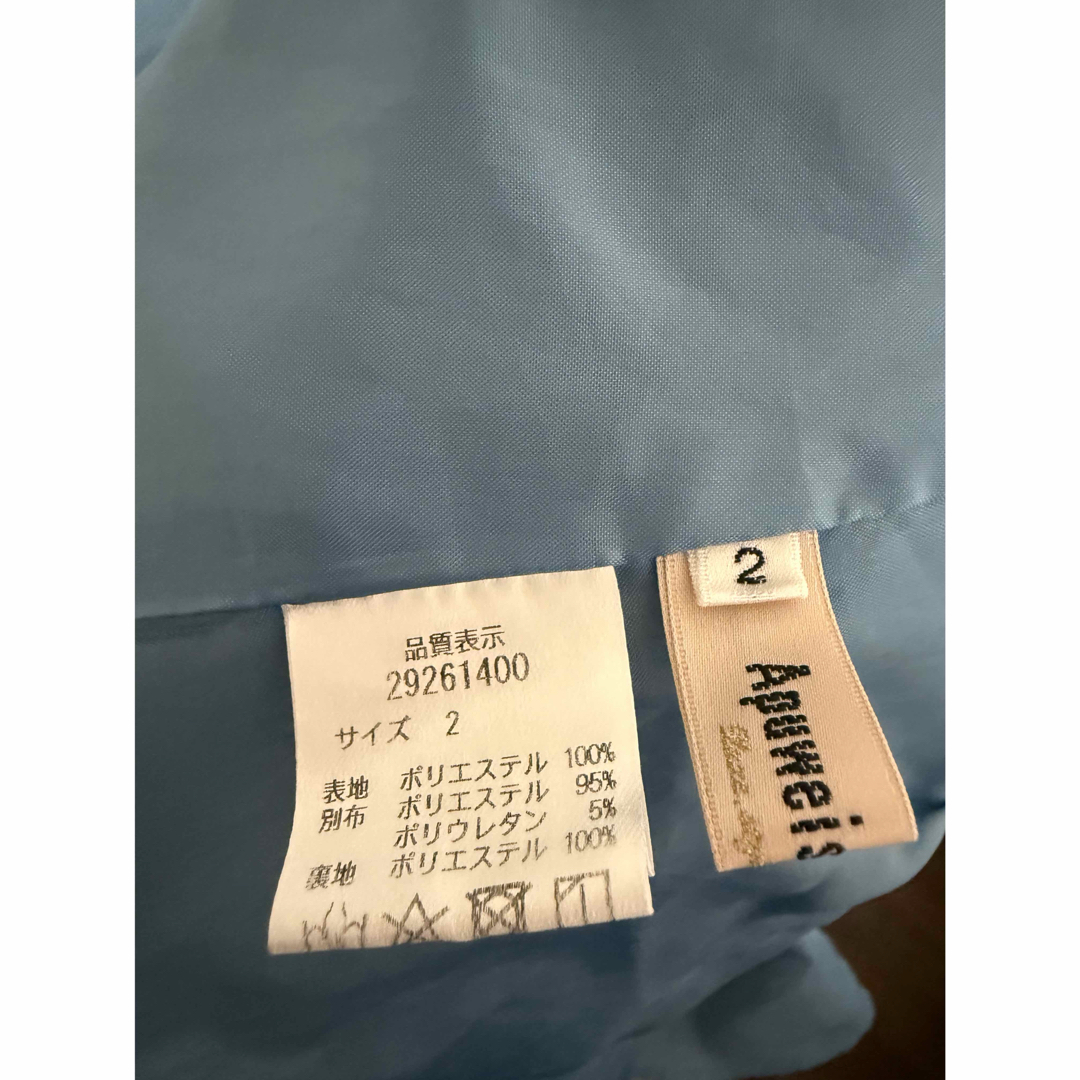 品質表示
29261400
サイズ 2
表地 ポリエステル 100%
別布 ポリエステル 95%
ポリウレタン 5%
裏地 ポリエステル 100%
2
Apuweis